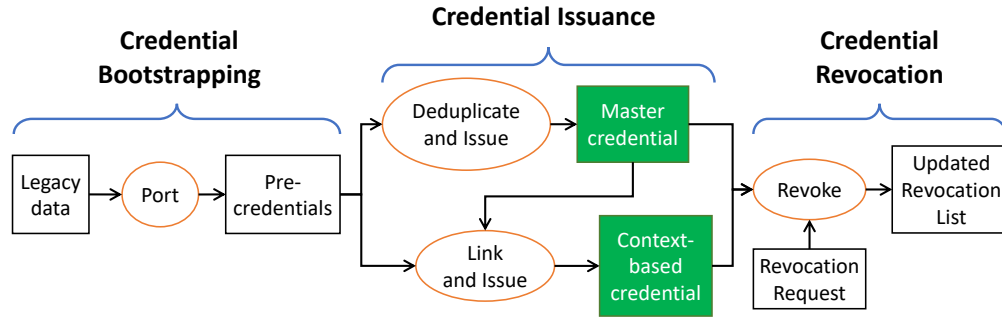 Credential
Bootstrapping
Credential Issuance
Credential
Revocation
Legacy
data
Port
Pre-
credentials
Deduplicate
and Issue
Master
credential
Link
and Issue
Context-
based
credential
Revoke
Updated
Revocation
List
Revocation
Request